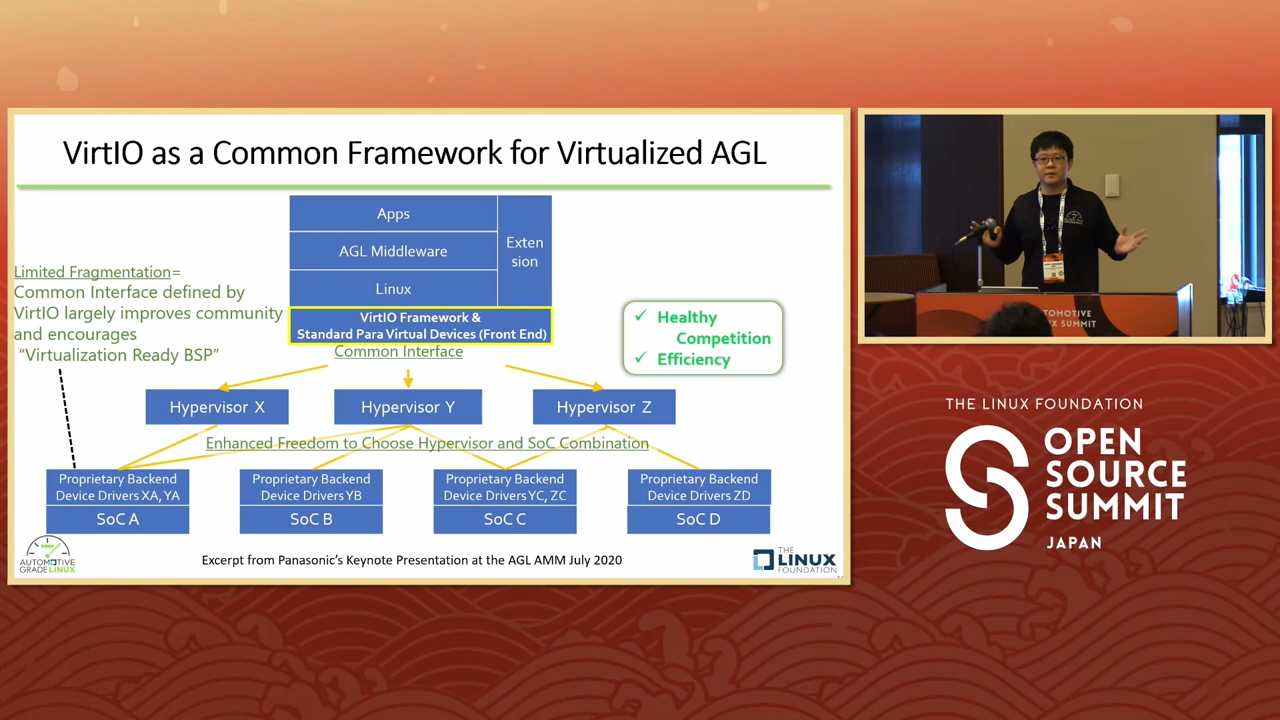 VirtIO as a Common Framework for Virtualized AGL
Apps
AGL Middleware
Linux
Exten
sion
VirtIO Framework &
Standard Para Virtual Devices (Front End)
Common Interface
Limited Fragmentation=
Common Interface defined by
VirtIO largely improves community
and encourages
“Virtualization Ready BSP”
✓ Healthy
Competition
✓ Efficiency
Hypervisor X
Hypervisor Y
Hypervisor Z
Enhanced Freedom to Choose Hypervisor and SoC Combination
Proprietary Backend
Device Drivers XA, YA
SoC A
Proprietary Backend
Device Drivers YB
SoC B
Proprietary Backend
Device Drivers YC, ZC
SoC C
Proprietary Backend
Device Drivers ZD
SoC D
AUTOMOTIVE
GRADELINUX
Excerpt from Panasonic’s Keynote Presentation at the AGL AMM July 2020
THE
LINUX
FOUNDATION
TOMOTIVE
UX SUMMIT
THE LINUX FOUNDATION
OPEN
SOURCE
SUMMIT
JAPAN